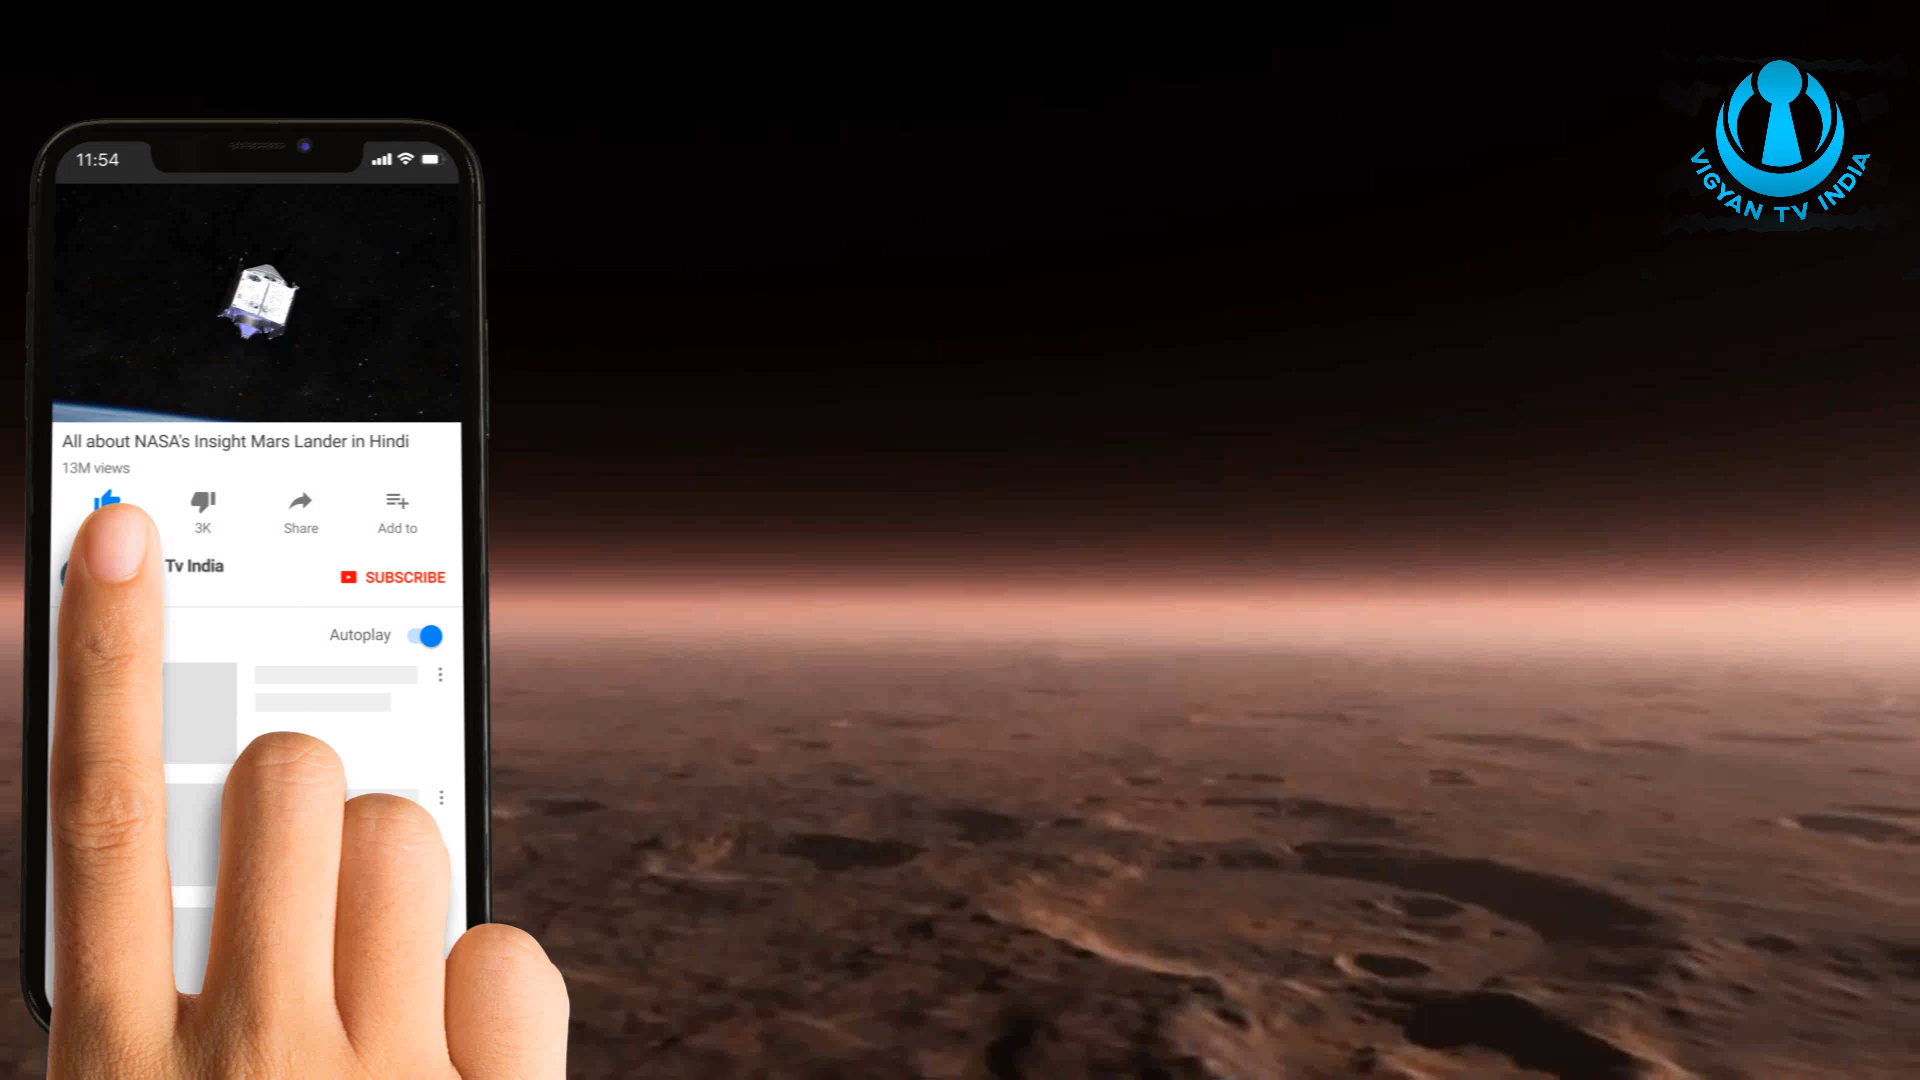 11:54
All about NASA's Insight Mars Lander in Hindi
13M views
3K
Share
Add to
Tv India
SUBSCRIBE
Autoplay
VIGYAN TV INDIA